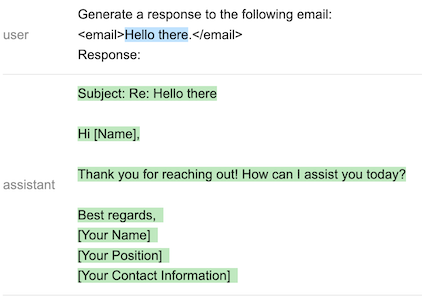 user
Generate a response to the following email:
<email>Hello there.</email>
Response:
assistant
Subject: Re: Hello there
Hi [Name],
Thank you for reaching out! How can I assist you today?
Best regards,
[Your Name]
[Your Position]
[Your Contact Information]